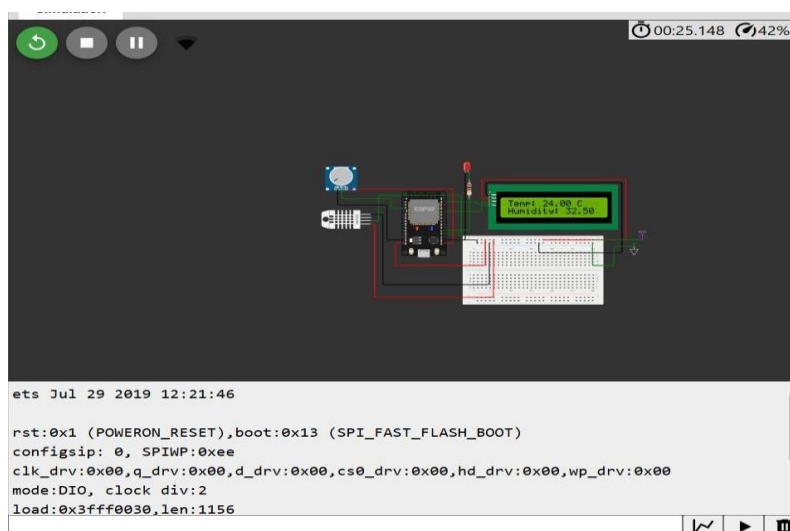 00:25.148 42%
ESP32
Temp: 24.00 C
Humidity: 32.50
ets Jul 29 2019 12:21:46
rst:0x1 (POWERON_RESET),boot:0x13 (SPI_FAST_FLASH_BOOT)
configsip: 0, SPIWP:0xee
clk_drv:0x00,q_drv:0x00,d_drv:0x00,cs0_drv:0x00,hd_drv:0x00,wp_drv:0x00
mode:DIO, clock div:2
load:0x3fff0030,len:1156